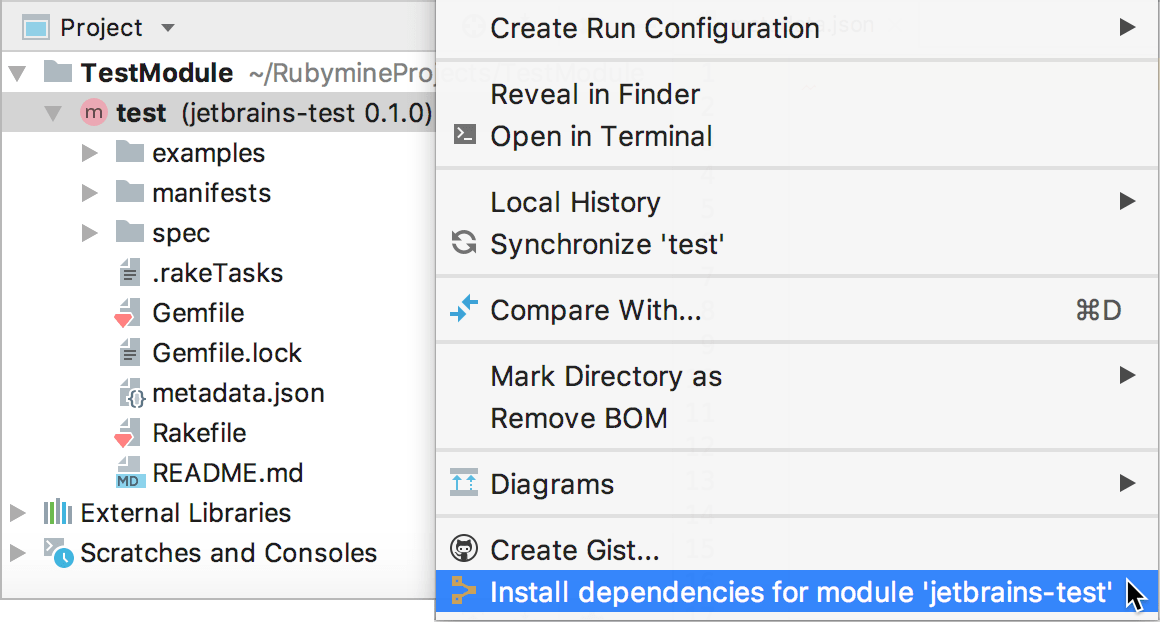 Project
TestModule ~/RubymineProjects/TestModule
test (jetbrains-test 0.1.0)
examples
manifests
spec
.rakeTasks
Gemfile
Gemfile.lock
metadata.json
Rakefile
MD README.md
External Libraries
Scratches and Consoles
Create Run Configuration
Reveal in Finder
Open in Terminal
Local History
Synchronize 'test'
Compare With... ⌘D
Mark Directory as
Remove BOM
Diagrams
Create Gist...
Install dependencies for module 'jetbrains-test'